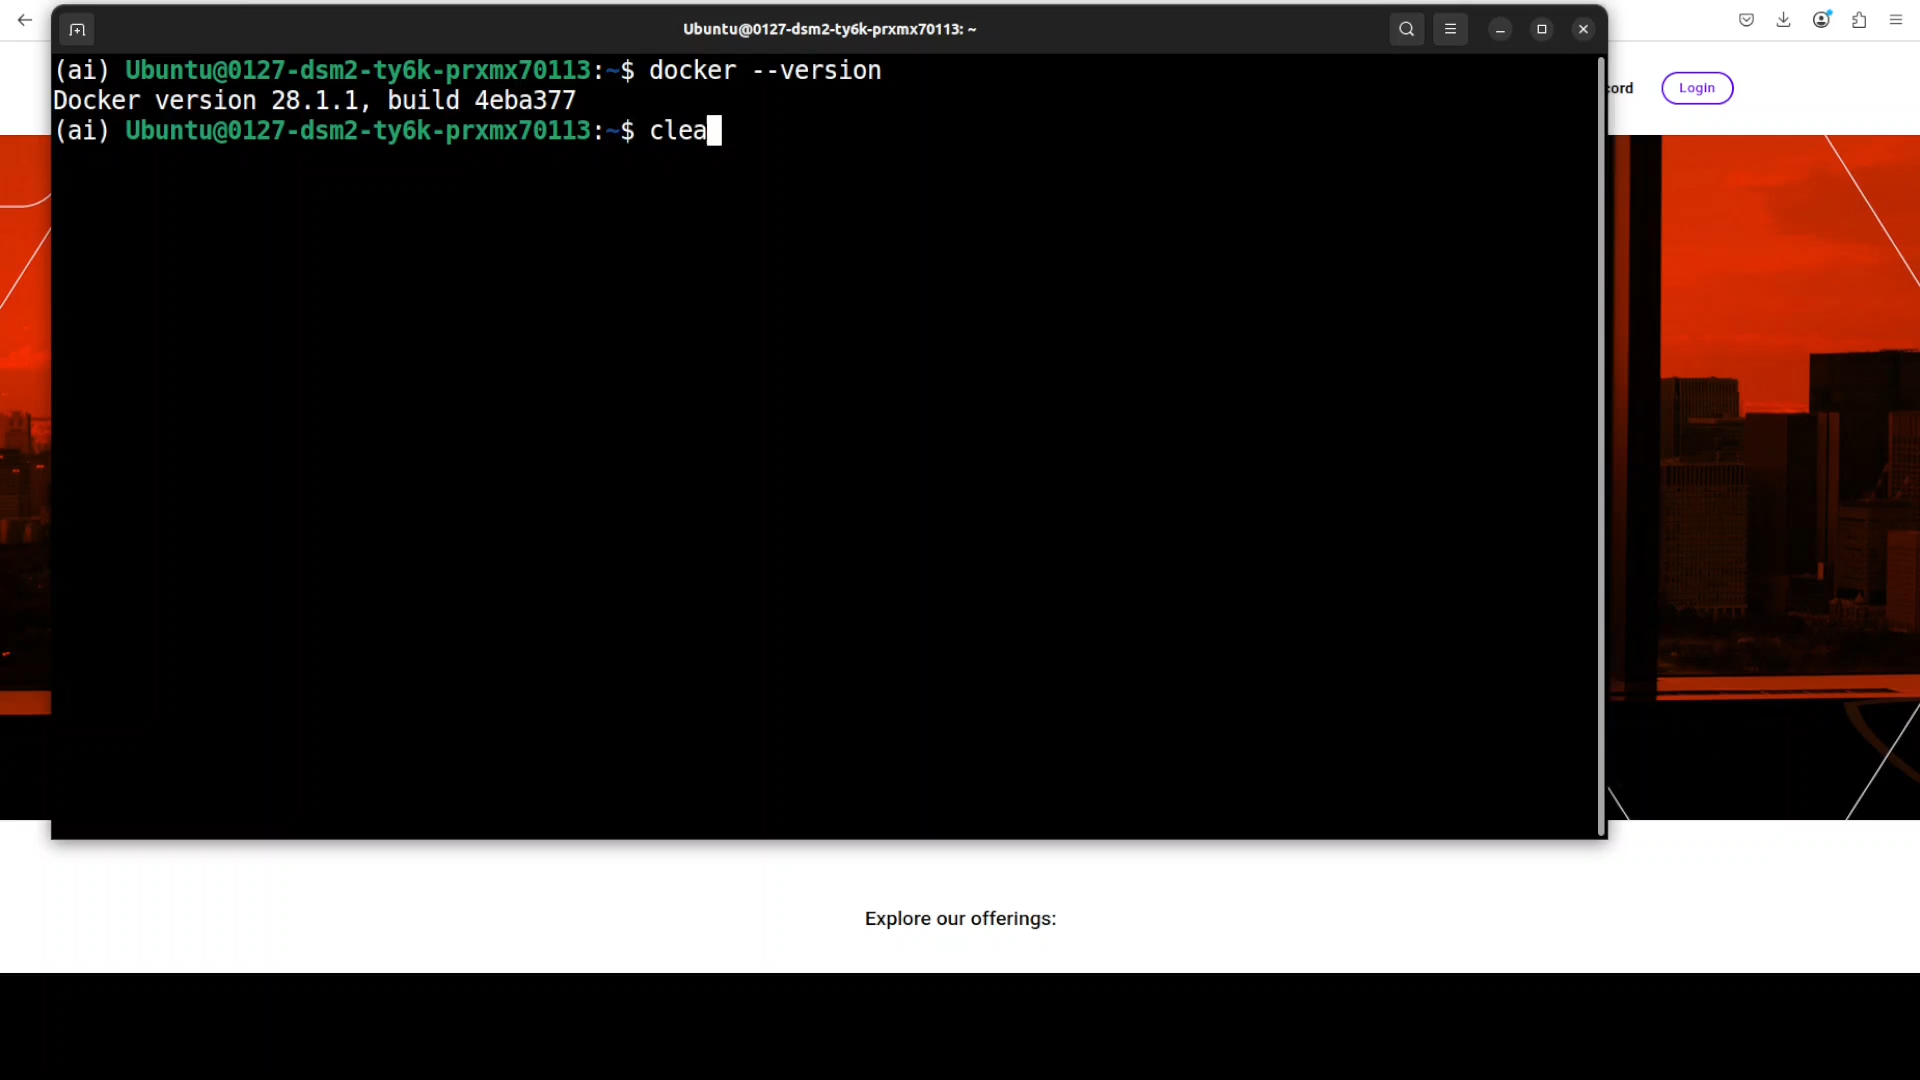 Ubuntu@0127-dsm2-ty6k-prxmx70113: ~
(ai) Ubuntu@0127-dsm2-ty6k-prxmx70113:~$ docker --version
Docker version 28.1.1, build 4eba377
(ai) Ubuntu@0127-dsm2-ty6k-prxmx70113:~$ clea
cord
Login
Explore our offerings: